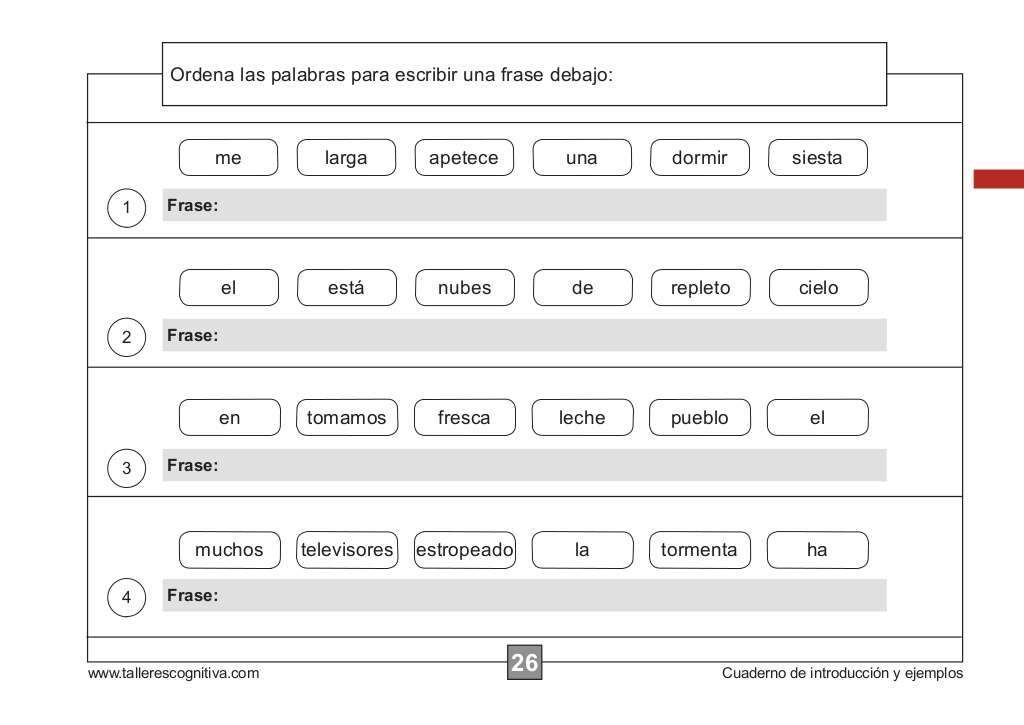 Ordena las palabras para escribir una frase debajo:
me larga apetece una dormir siesta
1 Frase:
el está nubes de repleto cielo
2 Frase:
en tomamos fresca leche pueblo el
3 Frase:
muchos televisores estropeado la tormenta ha
4 Frase:
www.tallerescognitiva.com 26 Cuaderno de introducción y ejemplos